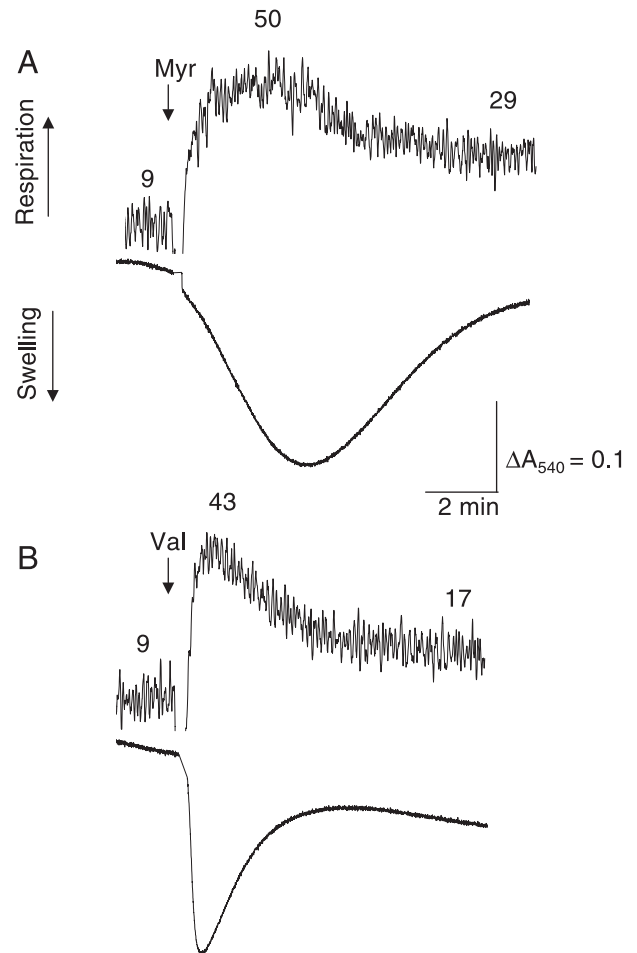 50
A
Myr
29
Respiration
9
Swelling
ΔA₅₄₀ = 0.1
2 min
43
B
Val
17
9